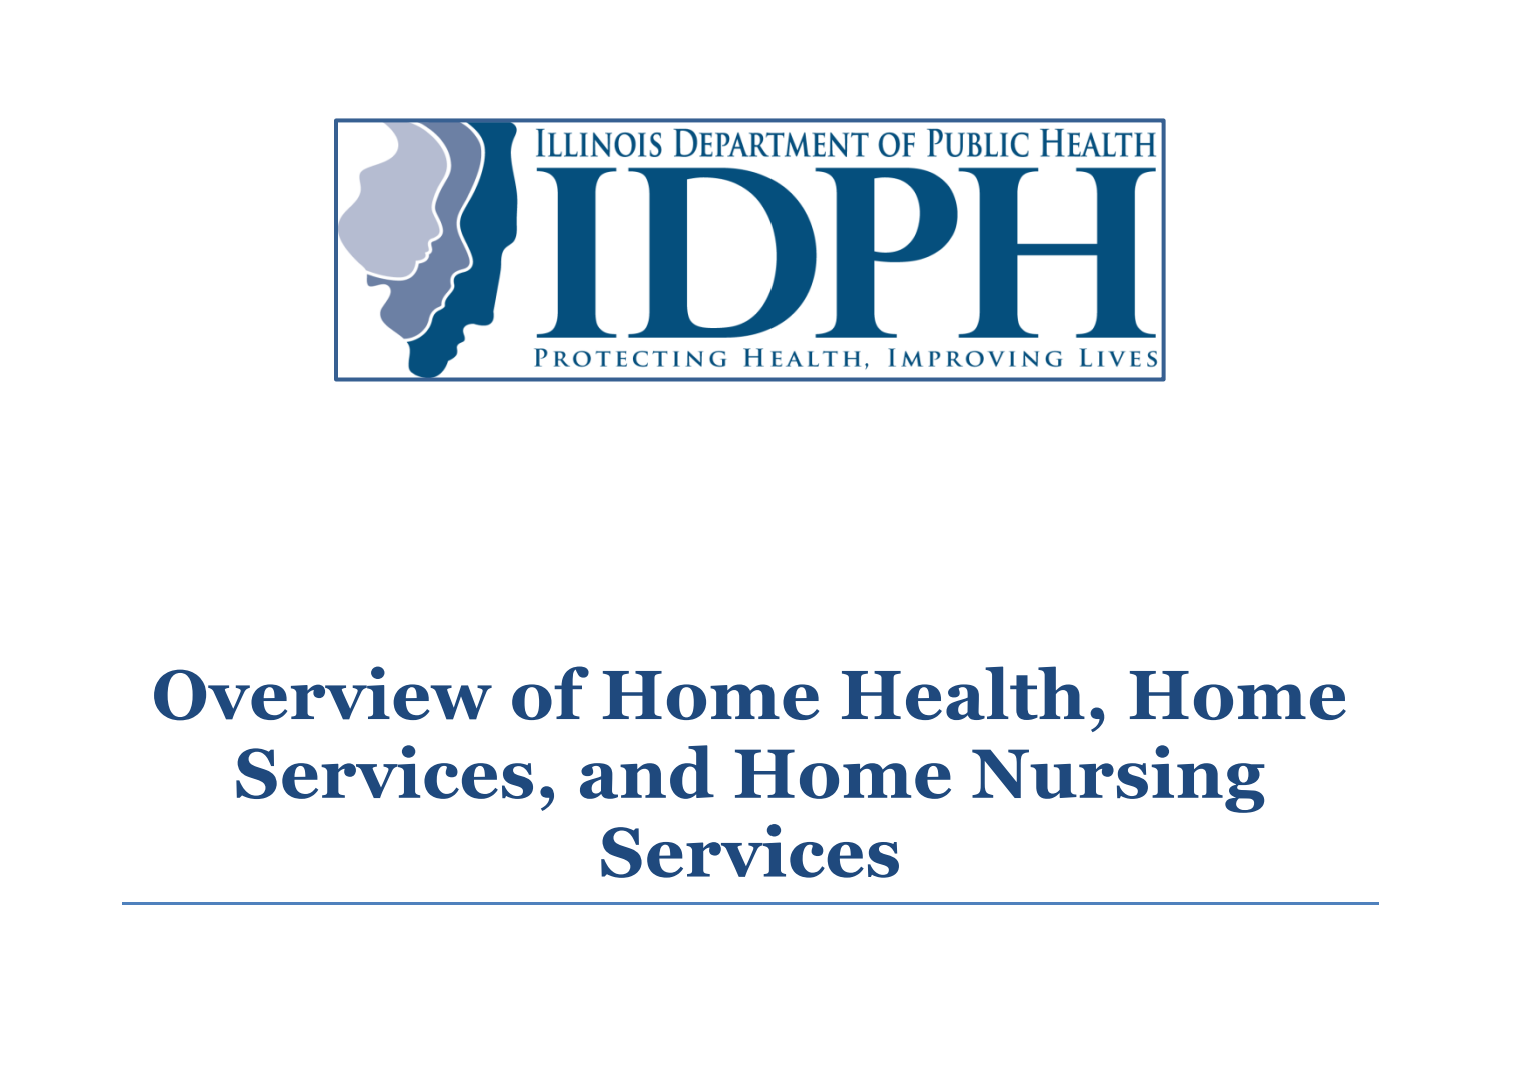 ILLINOIS DEPARTMENT OF PUBLIC HEALTH
IDPH
PROTECTING HEALTH, IMPROVING LIVES
Overview of Home Health, Home
Services, and Home Nursing
Services